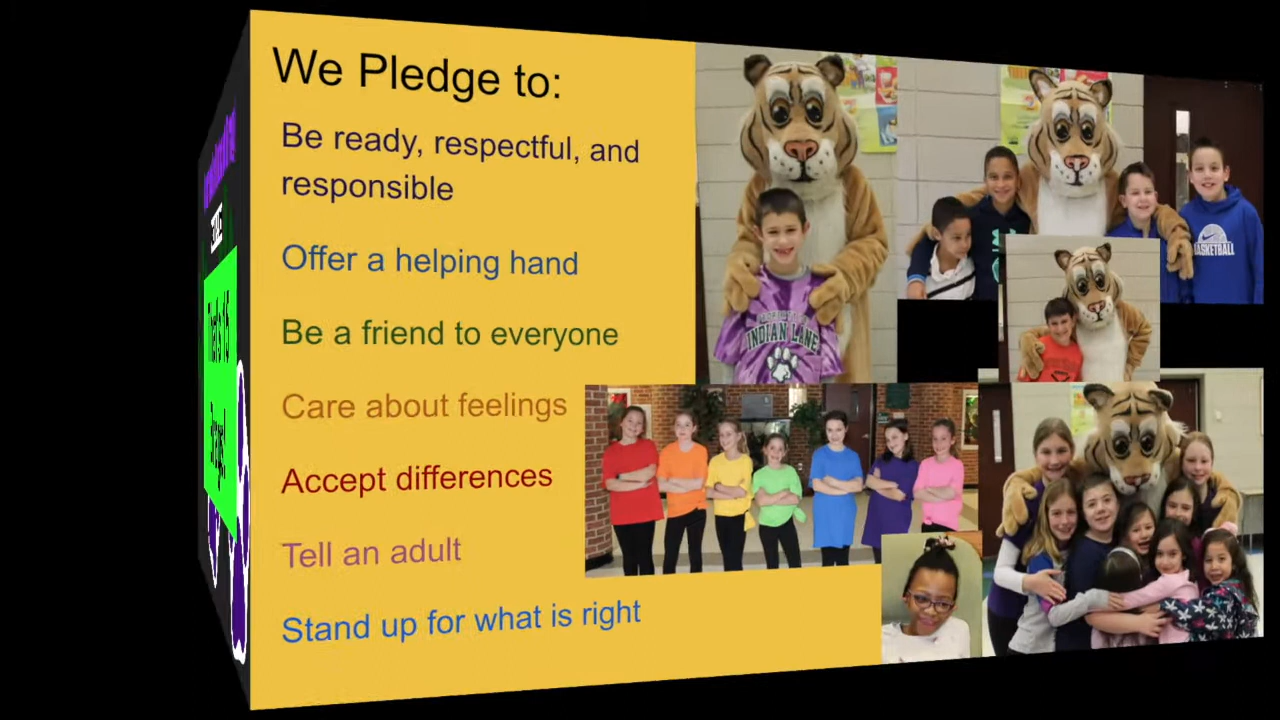 We Pledge to:
Be ready, respectful, and
responsible
Offer a helping hand
Be a friend to everyone
Care about feelings
Accept differences
Tell an adult
Stand up for what is right
INDIAN LANE
BASKETBALL